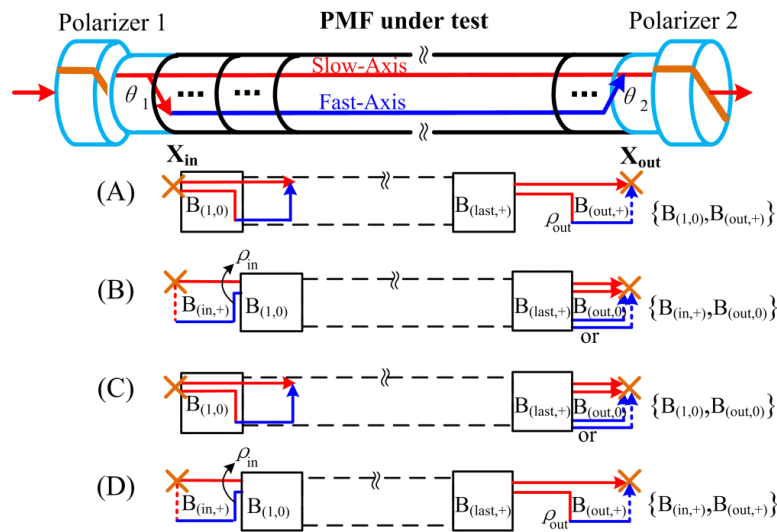 Polarizer 1 PMF under test Polarizer 2
Slow-Axis
θ1 ... ... ... θ2
Fast-Axis
Xin Xout
(A) B(1,0) B(last,+) ρout B(out,+) {B(1,0),B(out,+)}
(B) ρin B(in,+) B(1,0) B(last,+) B(out,0) or {B(in,+),B(out,0)}
(C) B(1,0) B(last,+) B(out,0) or {B(1,0),B(out,0)}
(D) ρin B(in,+) B(1,0) B(last,+) ρout B(out,+) {B(in,+),B(out,+)}